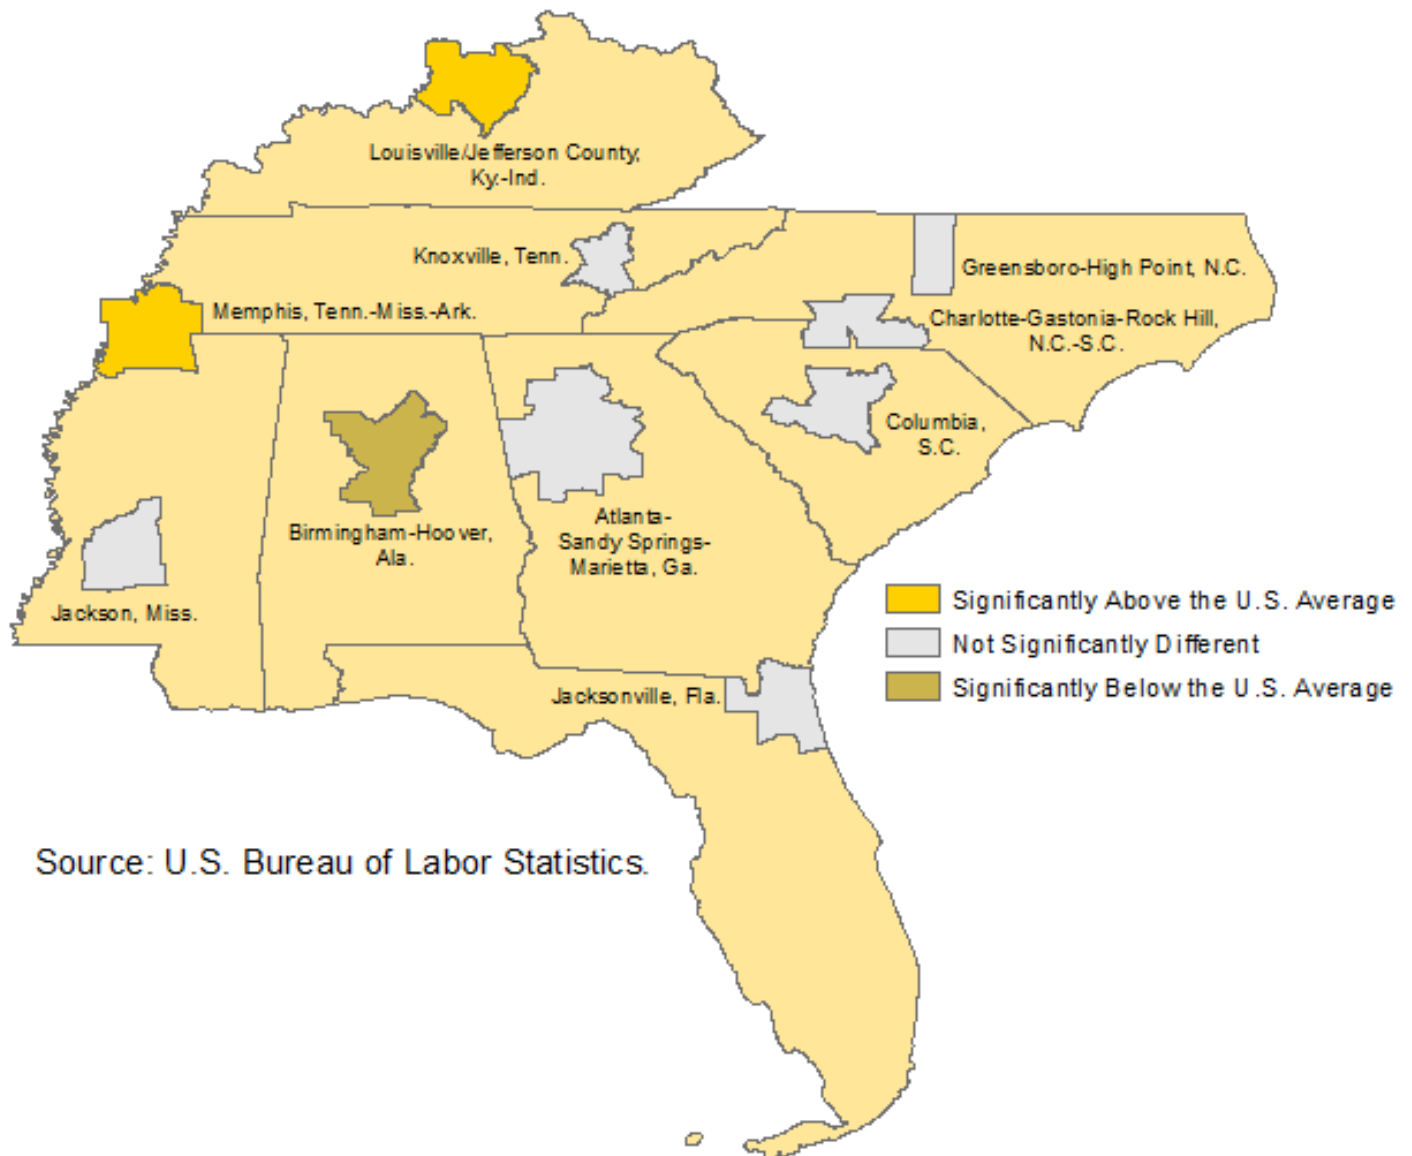 Louisville/Jefferson County,
Ky.-Ind.
Knoxville, Tenn.
Greensboro-High Point, N.C.
Memphis, Tenn.-Miss.-Ark.
Charlotte-Gastonia-Rock Hill,
N.C.-S.C.
Columbia,
S.C.
Birmingham-Hoover,
Ala.
Atlanta-
Sandy Springs-
Marietta, Ga.
Jackson, Miss.
Significantly Above the U.S. Average
Not Significantly Different
Significantly Below the U.S. Average
Jacksonville, Fla.
Source: U.S. Bureau of Labor Statistics.